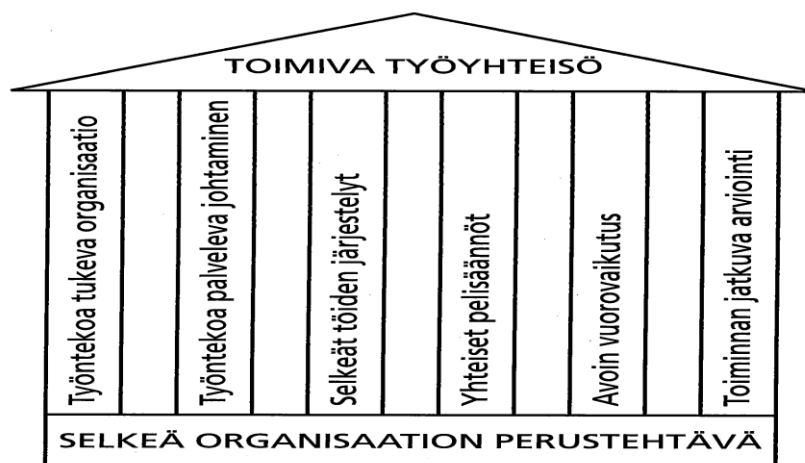 TOIMIVA TYÖYHTEISÖ
Työntekoa tukeva organisaatio
Työntekoa palveleva johtaminen
Selkeät töiden järjestelyt
Yhteiset pelisäännöt
Avoin vuorovaikutus
Toiminnan jatkuva arviointi
SELKEÄ ORGANISAATION PERUSTEHTÄVÄ